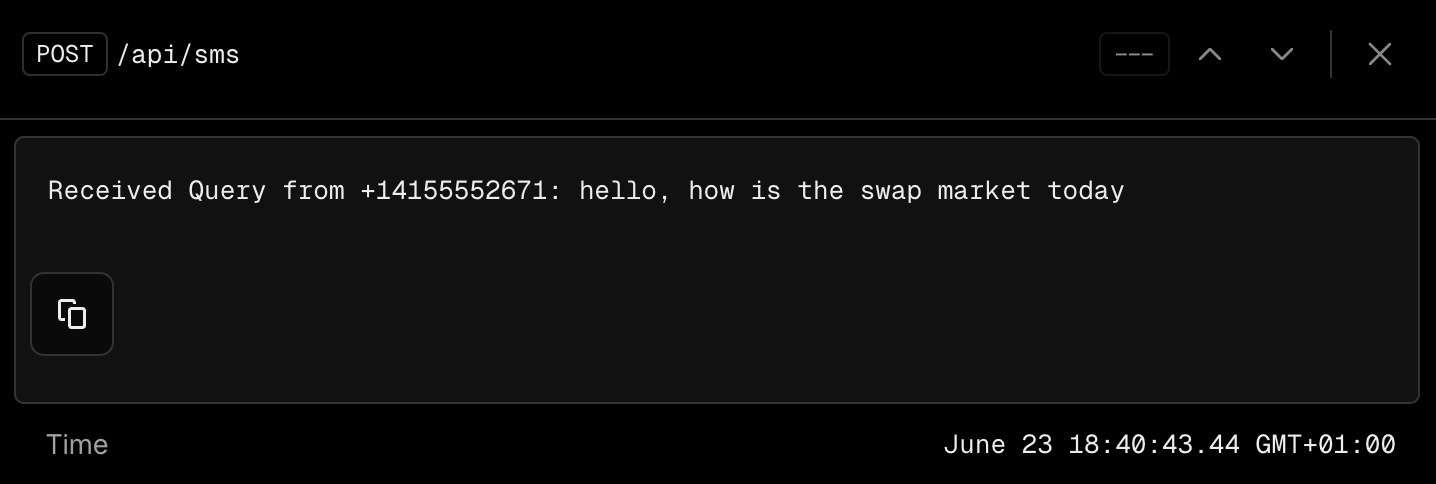 POST /api/sms ---
Received Query from +14155552671: hello, how is the swap market today
Time June 23 18:40:43.44 GMT+01:00